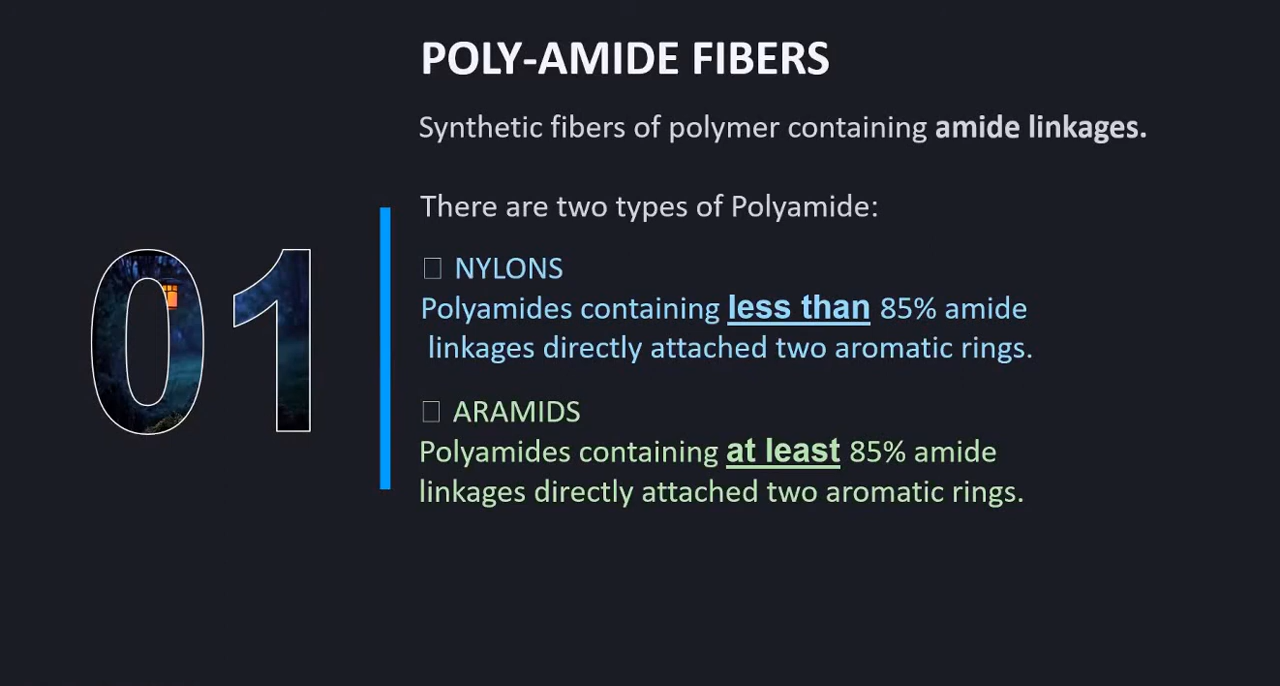 POLY-AMIDE FIBERS
Synthetic fibers of polymer containing amide linkages.
There are two types of Polyamide:
01
NYLONS
Polyamides containing less than 85% amide
linkages directly attached two aromatic rings.
ARAMIDS
Polyamides containing at least 85% amide
linkages directly attached two aromatic rings.